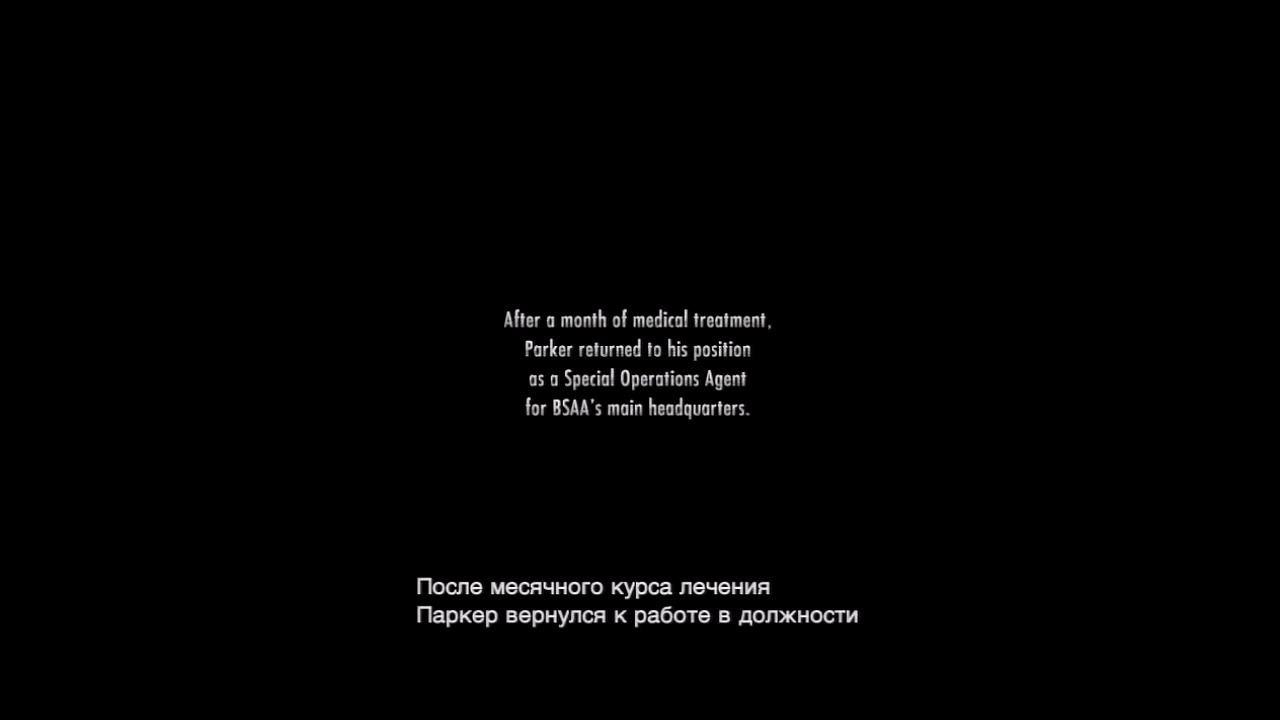 After a month of medical treatment,
Parker returned to his position
as a Special Operations Agent
for BSAA's main headquarters.
После месячного курса лечения
Паркер вернулся к работе в должности